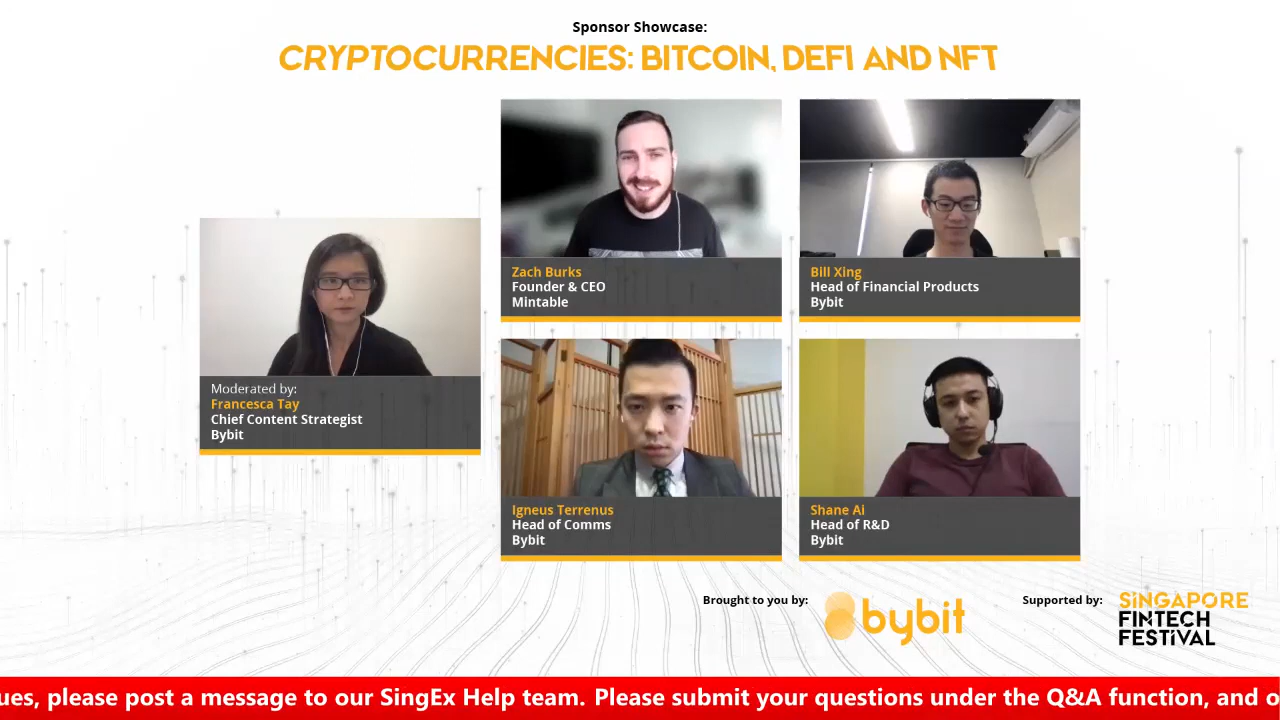 Sponsor Showcase:
CRYPTOCURRENCIES: BITCOIN, DEFI AND NFT
Moderated by:
Francesca Tay
Chief Content Strategist
Bybit
Zach Burks
Founder & CEO
Mintable
Bill Xing
Head of Financial Products
Bybit
Igneus Terrenus
Head of Comms
Bybit
Shane Ai
Head of R&D
Bybit
Brought to you by:
bybit
Supported by:
SiNGAPORE
FiNTECH
FESTiVAL
ues, please post a message to our SingEx Help team. Please submit your questions under the Q&A function, and o